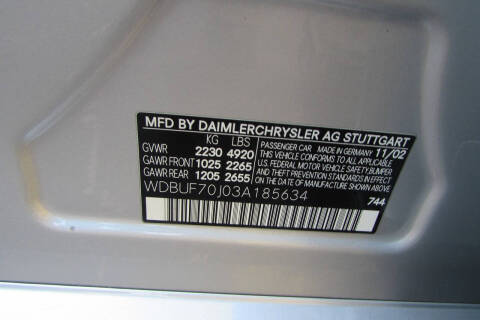 MFD BY DAIMLERCHRYSLER AG STUTTGART
KG LBS
GVWR 2230 4920
GAWR FRONT 1025 2265
GAWR REAR 1205 2655
PASSENGER CAR MADE IN GERMANY 11/02
THIS VEHICLE CONFORMS TO ALL APPLICABLE
U.S. FEDERAL MOTOR VEHICLE SAFETY, BUMPER
AND THEFT PREVENTION STANDARDS IN EFFECT
ON THE DATE OF MANUFACTURE SHOWN ABOVE.
WDBUF70J03A185634
744